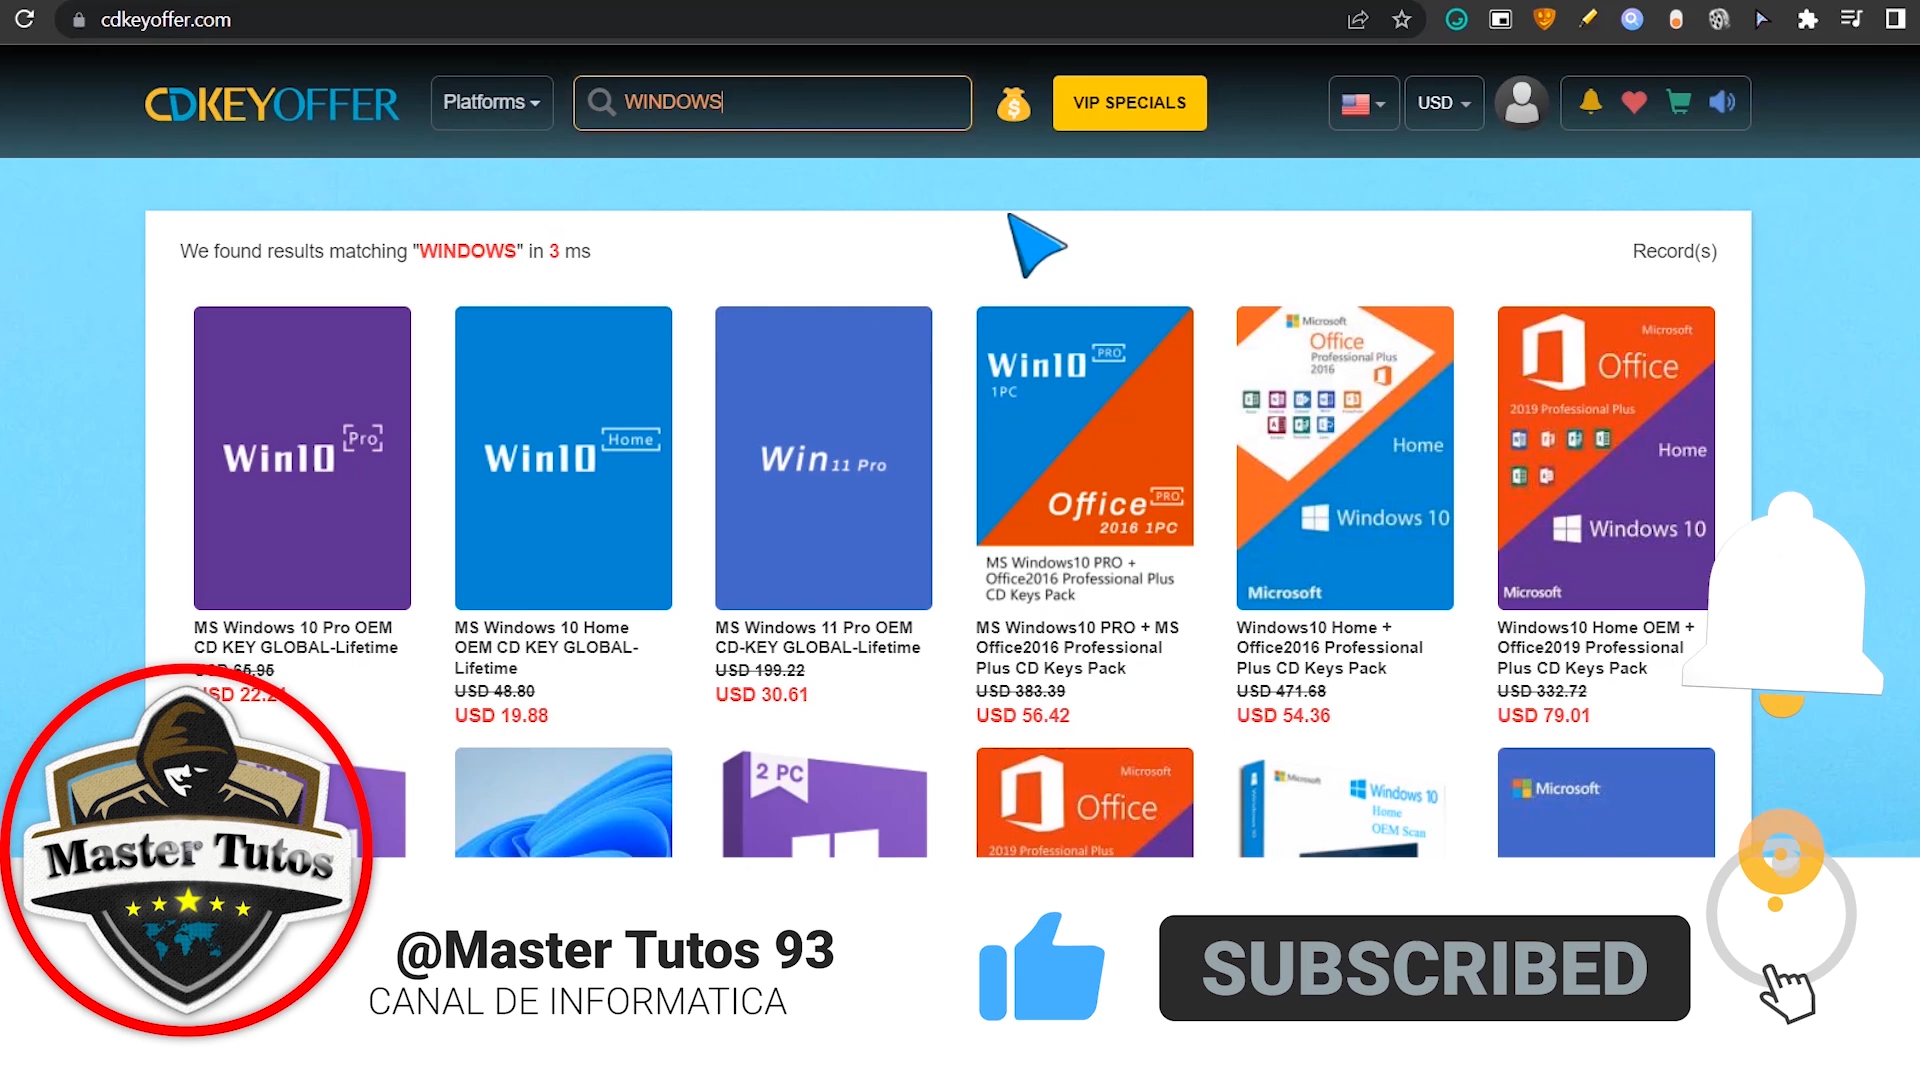 cdkeyoffer.com
CDKEYOFFER
Platforms
WINDOWS
VIP SPECIALS
USD
We found results matching "WINDOWS" in 3 ms
Record(s)
Win10 Pro
Win10 Home
Win 11 Pro
Win10 PRO
1PC
Office PRO
2016 1PC
MS Windows10 PRO +
Office2016 Professional Plus
CD Keys Pack
Microsoft
Office
Professional Plus
2016
Home
Windows 10
Microsoft
Microsoft
Office
2019 Professional Plus
Home
Windows 10
Microsoft
MS Windows 10 Pro OEM
CD KEY GLOBAL-Lifetime
USD 65.95
MS Windows 10 Home
OEM CD KEY GLOBAL-
Lifetime
USD 48.80
USD 19.88
MS Windows 11 Pro OEM
CD-KEY GLOBAL-Lifetime
USD 199.22
USD 30.61
MS Windows10 PRO + MS
Office2016 Professional
Plus CD Keys Pack
USD 383.39
USD 56.42
Windows10 Home +
Office2016 Professional
Plus CD Keys Pack
USD 471.68
USD 54.36
Windows10 Home OEM +
Office2019 Professional
Plus CD Keys Pack
USD 332.72
USD 79.01
2 PC
Microsoft
Office
2019 Professional Plus
Microsoft
Windows 10
Home
OEM Scan
Windows 10
Microsoft
Master Tutos
@Master Tutos 93
CANAL DE INFORMATICA
SUBSCRIBED